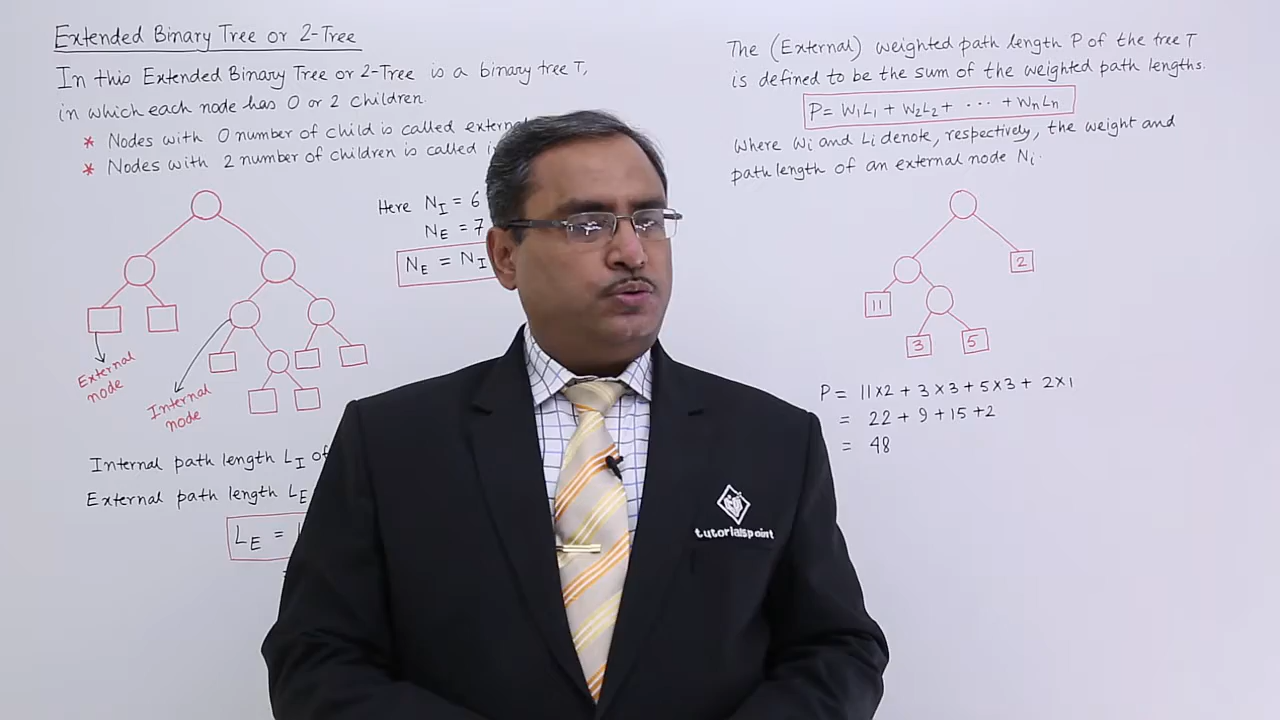 Extended Binary Tree or 2-Tree
In this Extended Binary Tree or 2-Tree is a binary tree T,
in which each node has 0 or 2 children.
* Nodes with 0 number of child is called
* Nodes with 2 number of children is called
Here N_I = 6
N_E = 7
N_E = N_I
External
node
Internal
node
Internal path length L_I of
External path length L_E
L_E =
The (External) weighted path length P of the tree T
is defined to be the sum of the weighted path lengths.
P = W₁L₁ + W₂L₂ + ··· + WₙLₙ
Where Wi and Li denote, respectively, the weight and
path length of an external node Ni.
2
11
3
5
P = 11×2 + 3×3 + 5×3 + 2×1
= 22 + 9 + 15 + 2
= 48
tutorialspoint